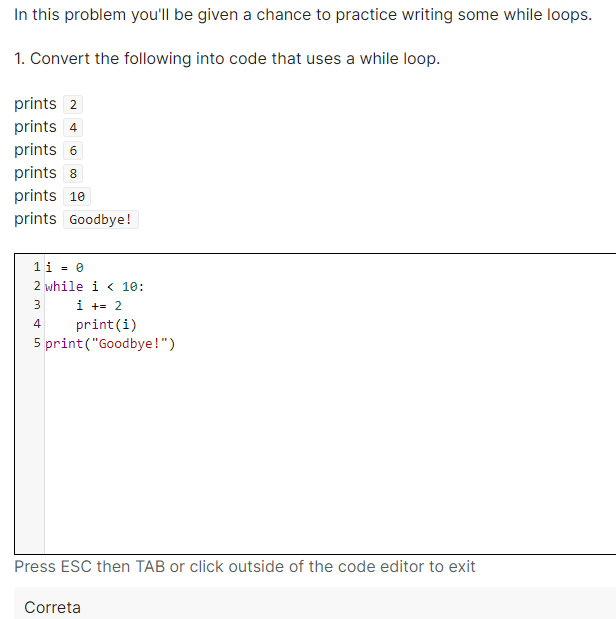 In this problem you'll be given a chance to practice writing some while loops.
1. Convert the following into code that uses a while loop.
prints 2
prints 4
prints 6
prints 8
prints 10
prints Goodbye!
1 i = 0
2 while i < 10:
3     i += 2
4     print(i)
5 print("Goodbye!")
Press ESC then TAB or click outside of the code editor to exit
Correta